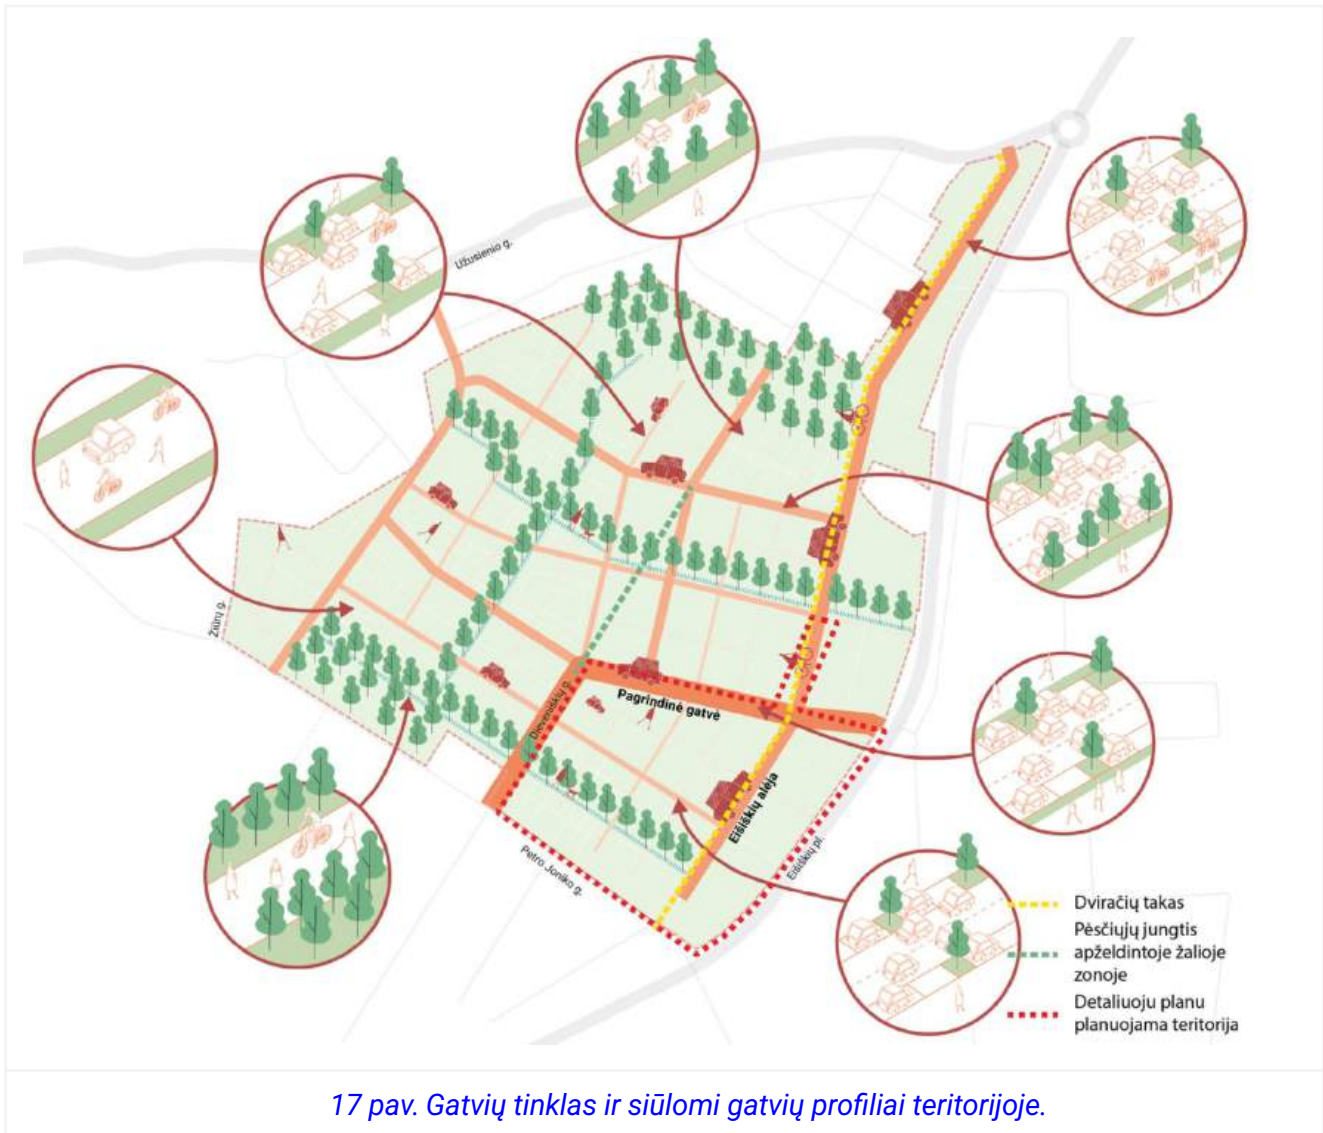 Užusienio g.
Žiūrų g.
Dieveniškių g.
Pagrindinė gatvė
Eišiškių alėja
Eišiškių pl.
Petro Joniko g.
Dviračių takas
Pėsčiųjų jungtis
apželdintoje žalioje
zonoje
Detaliuoju planu
planuojama teritorija
17 pav. Gatvių tinklas ir siūlomi gatvių profiliai teritorijoje.